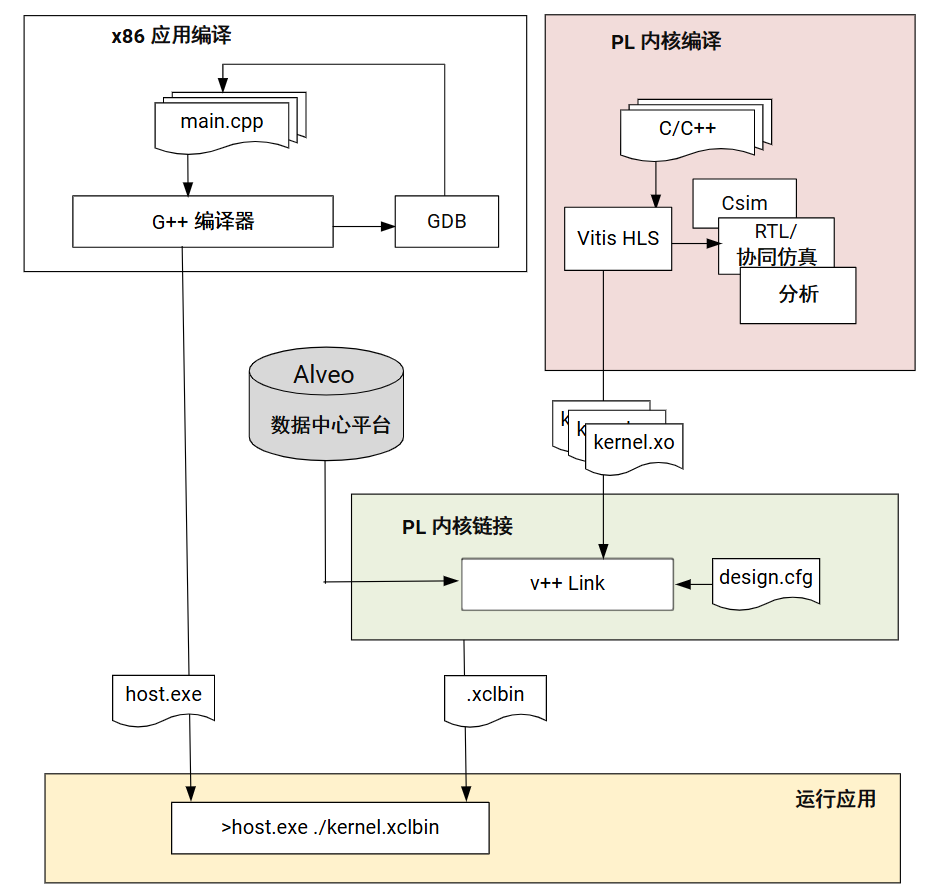 x86 应用编译
main.cpp
G++ 编译器
GDB
PL 内核编译
C/C++
Vitis HLS
Csim
RTL/
协同仿真
分析
Alveo
数据中心平台
kernel.xo
PL 内核链接
v++ Link
design.cfg
host.exe
.xclbin
运行应用
>host.exe ./kernel.xclbin